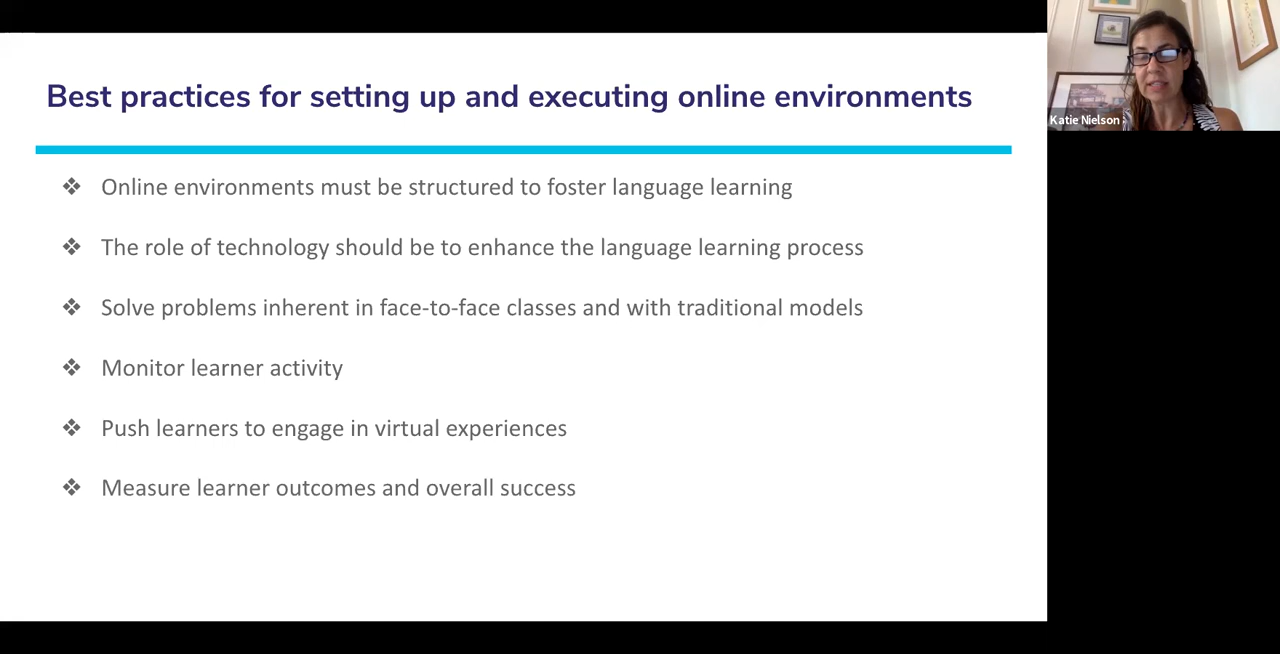 Best practices for setting up and executing online environments
❖ Online environments must be structured to foster language learning
❖ The role of technology should be to enhance the language learning process
❖ Solve problems inherent in face-to-face classes and with traditional models
❖ Monitor learner activity
❖ Push learners to engage in virtual experiences
❖ Measure learner outcomes and overall success
Katie Nielson